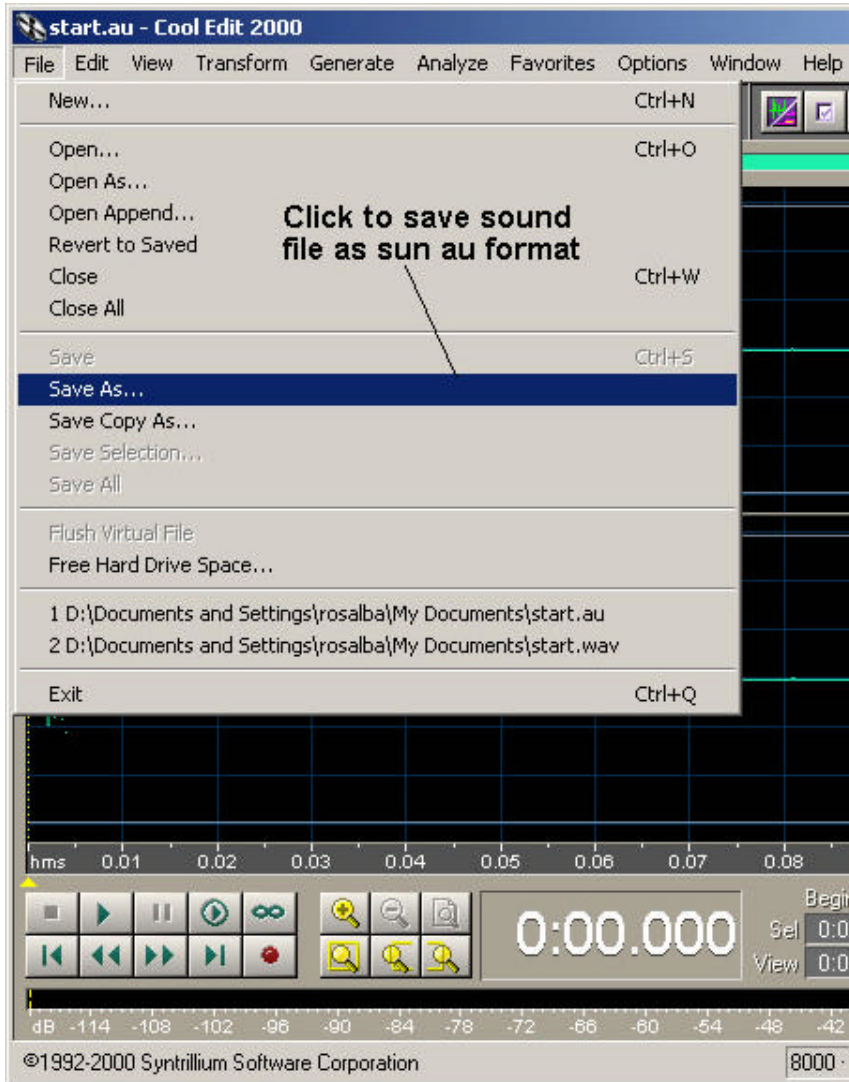 start.au - Cool Edit 2000
File Edit View Transform Generate Analyze Favorites Options Window Help
New... Ctrl+N
Open... Ctrl+O
Open As...
Open Append...
Revert to Saved
Close Ctrl+W
Close All
Click to save sound
file as sun au format
Save Ctrl+S
Save As...
Save Copy As...
Save Selection...
Save All
Flush Virtual File
Free Hard Drive Space...
1 D:\Documents and Settings\rosalba\My Documents\start.au
2 D:\Documents and Settings\rosalba\My Documents\start.wav
Exit Ctrl+Q
hms 0.01 0.02 0.03 0.04 0.05 0.06 0.07 0.08
0:00.000
Begin
Sel 0:0
View 0:0
dB -114 -108 -102 -96 -90 -84 -78 -72 -66 -60 -54 -48 -42
©1992-2000 Syntrillium Software Corporation
8000 ·